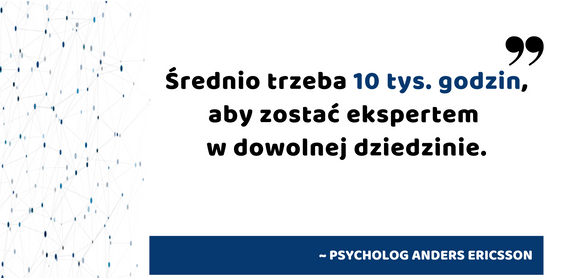 ”
Średnio trzeba 10 tys. godzin,
aby zostać ekspertem
w dowolnej dziedzinie.
~ PSYCHOLOG ANDERS ERICSSON